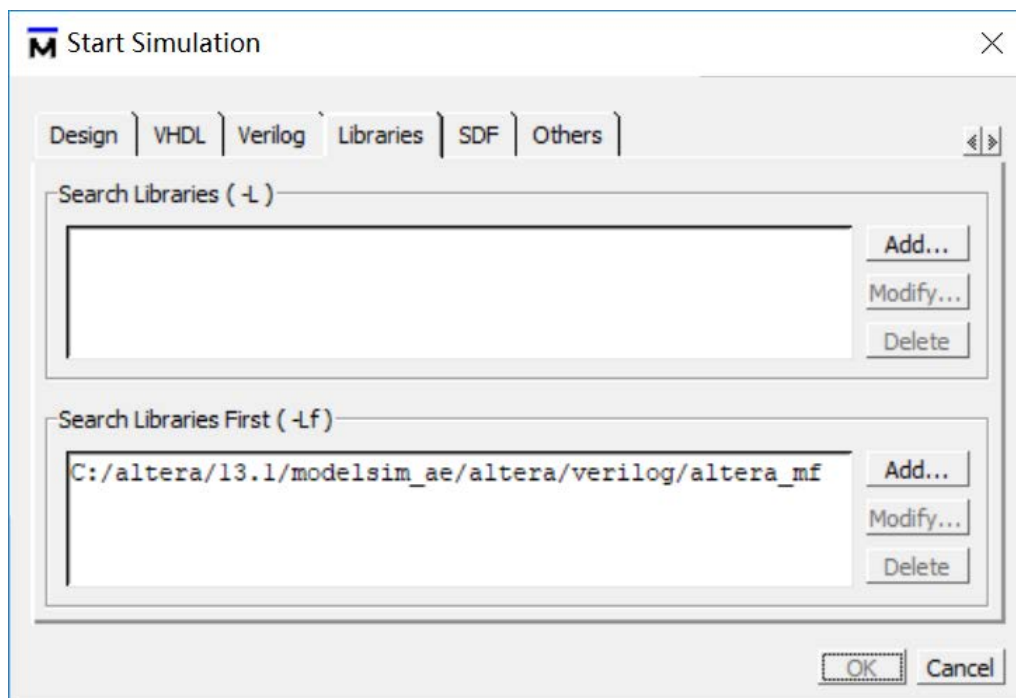 Start Simulation
Design VHDL Verilog Libraries SDF Others
Search Libraries ( -L )
Add...
Modify...
Delete
Search Libraries First ( -Lf )
C:/altera/13.1/modelsim_ae/altera/verilog/altera_mf
Add...
Modify...
Delete
OK Cancel